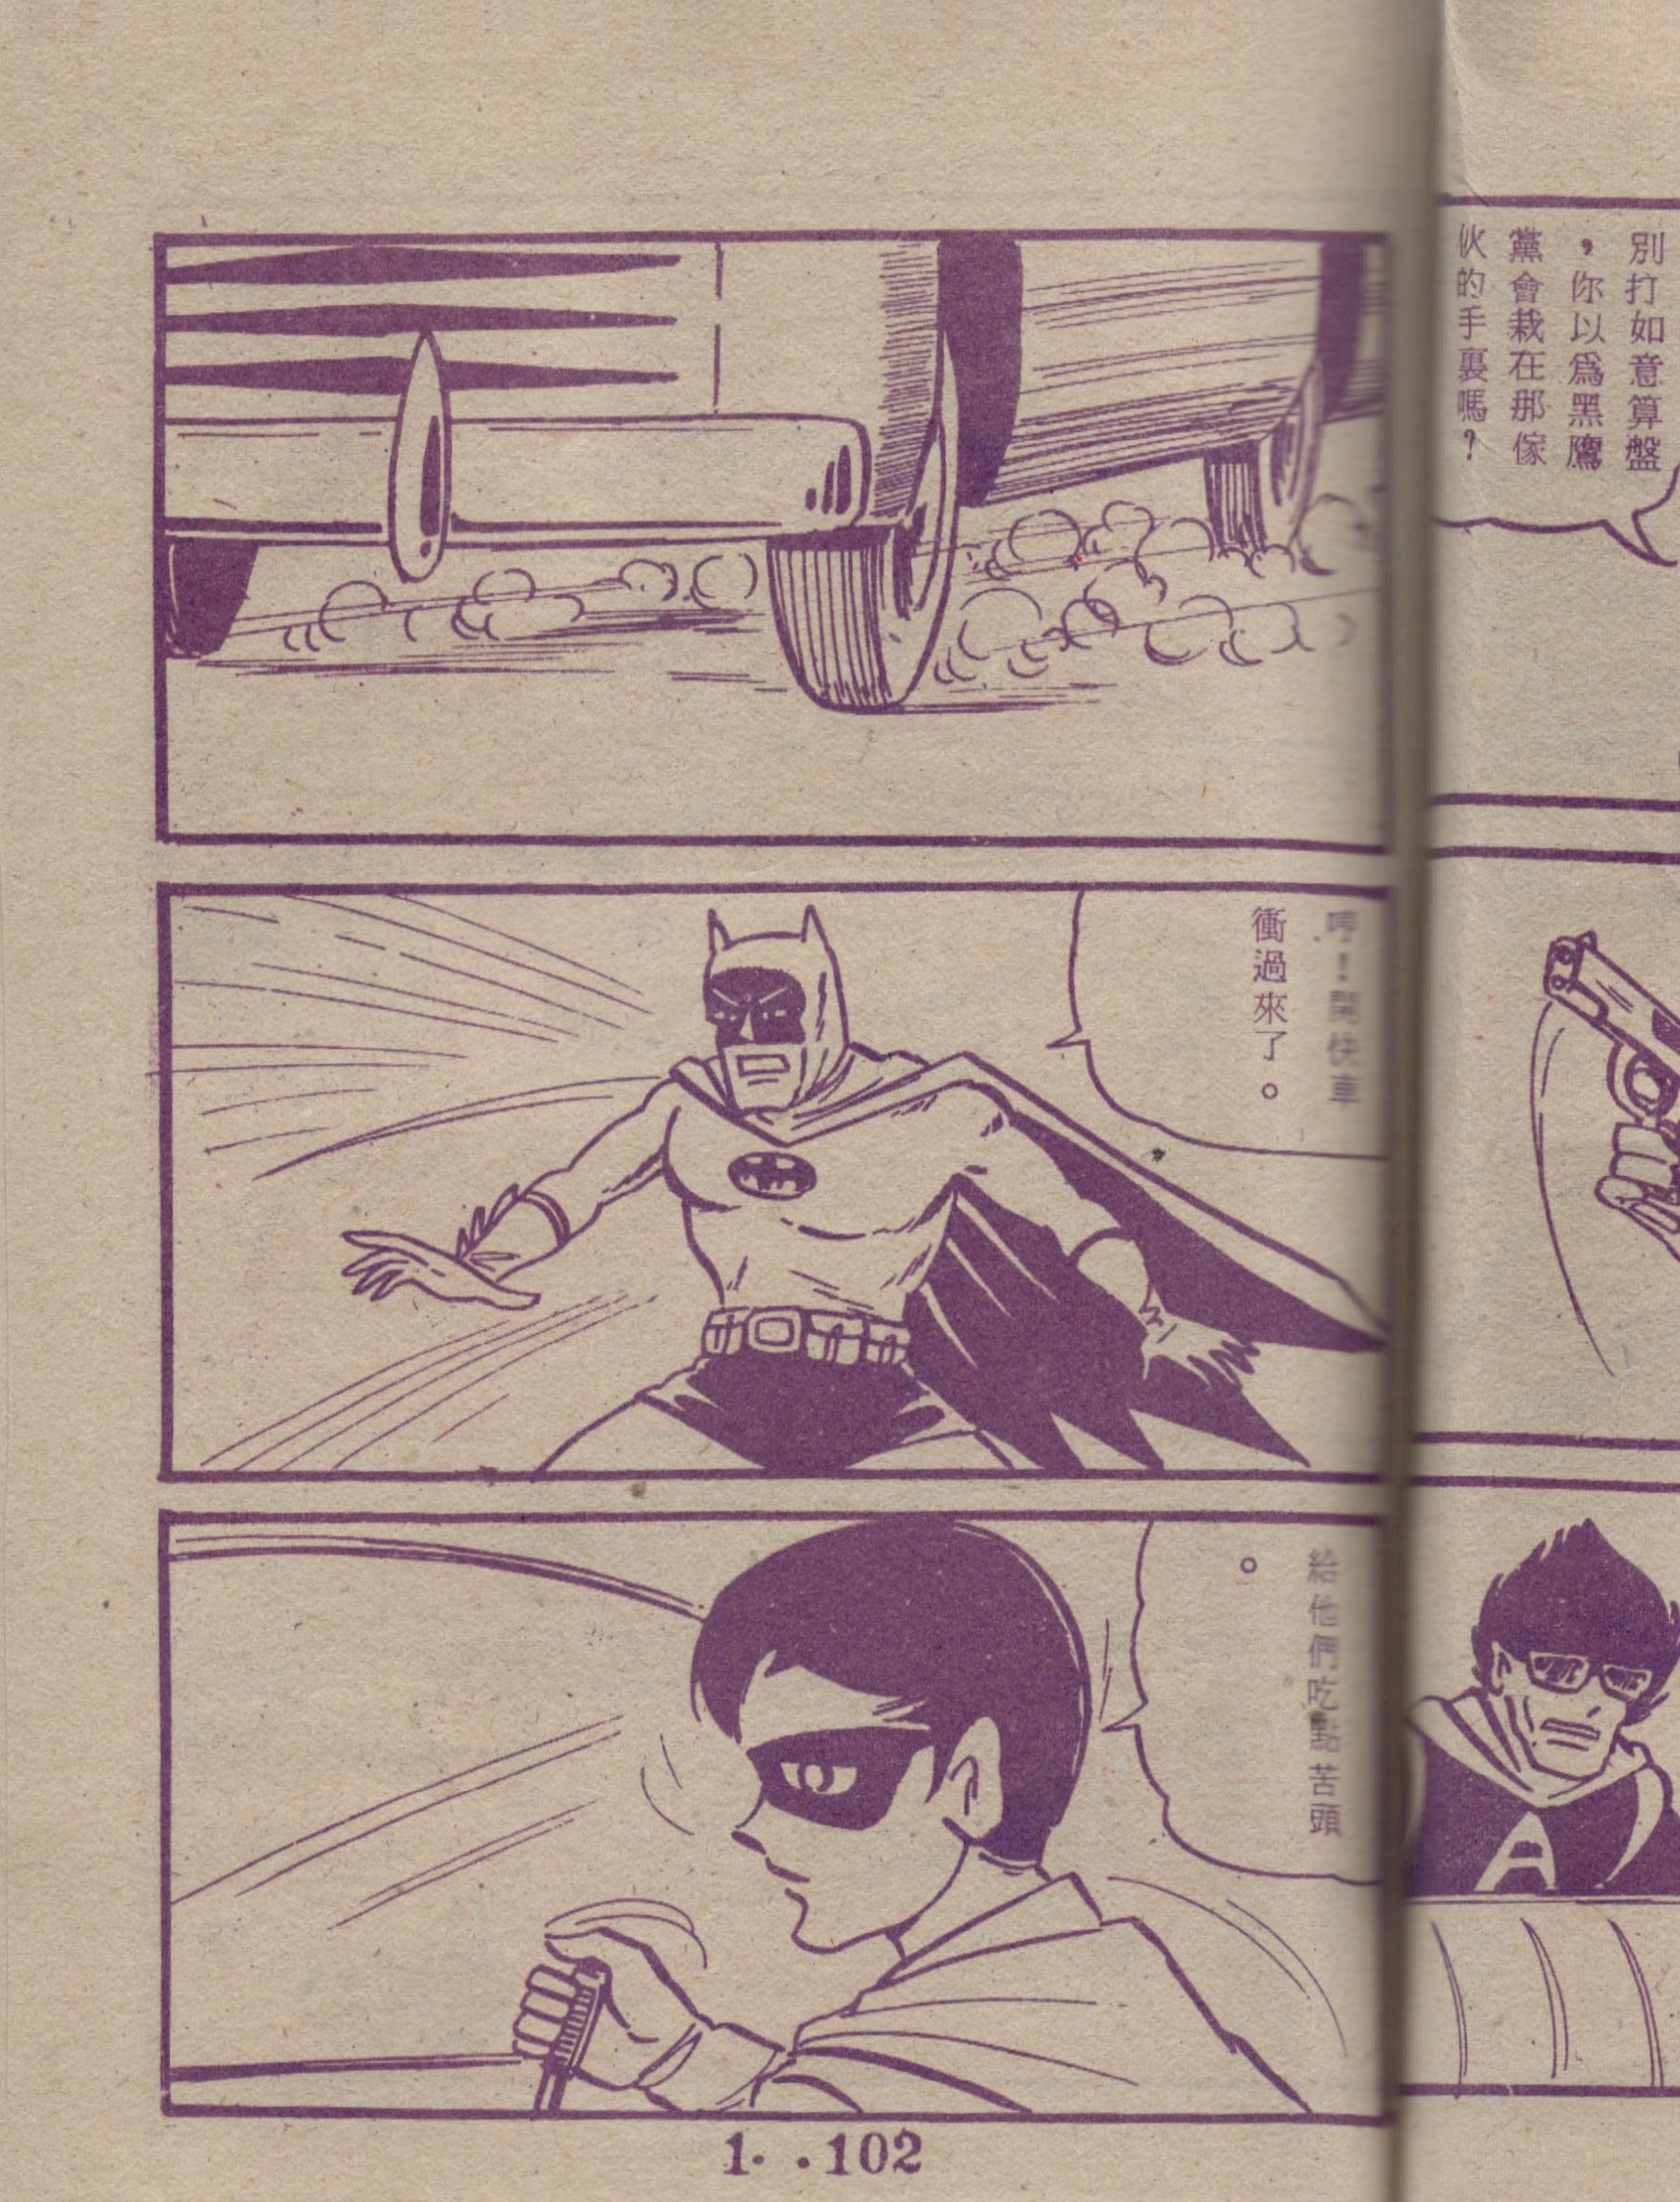 別打如意算盤
，你以為黑鷹
黨會栽在那傢
伙的手裏嗎？
A
哼！開快車
衝過來了。
給他們吃點苦頭
。
1. .102